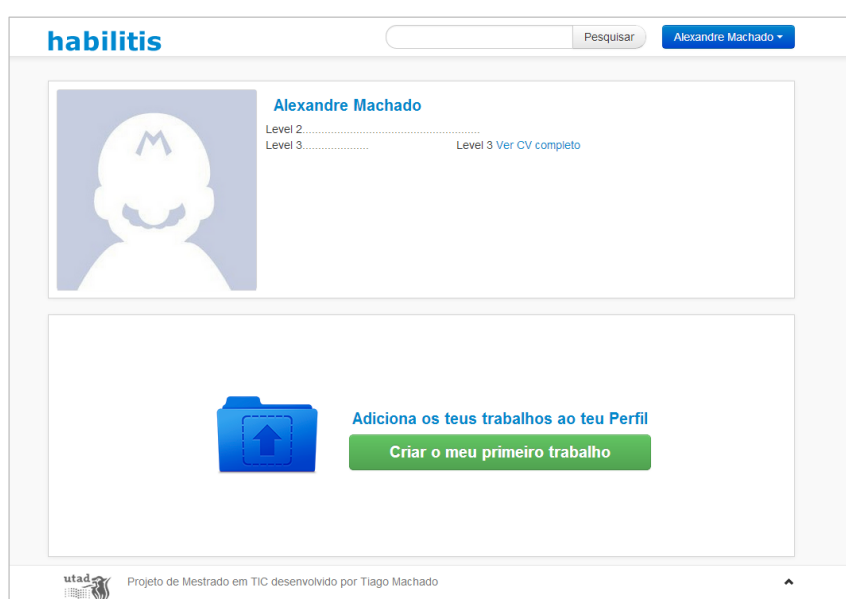 habilitis
Pesquisar
Alexandre Machado
Alexandre Machado
Level 2............................................................
Level 3...................... Level 3 Ver CV completo
Adiciona os teus trabalhos ao teu Perfil
Criar o meu primeiro trabalho
utad
Projeto de Mestrado em TIC desenvolvido por Tiago Machado